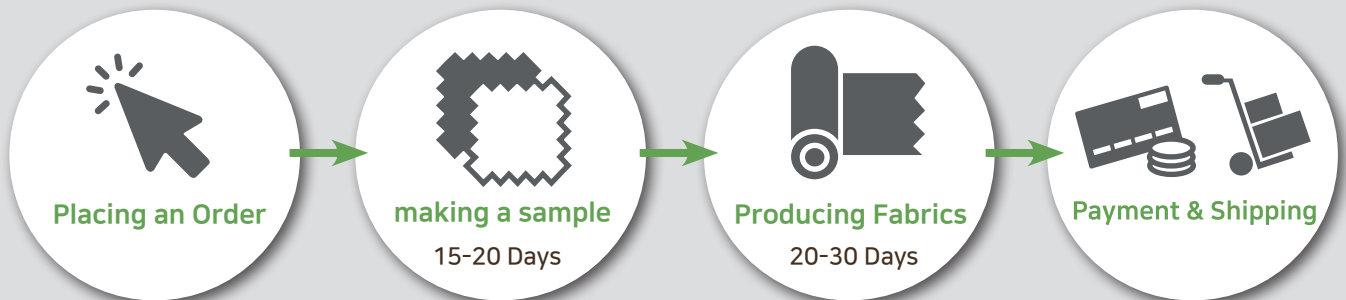 Placing an Order
making a sample
15-20 Days
Producing Fabrics
20-30 Days
Payment & Shipping